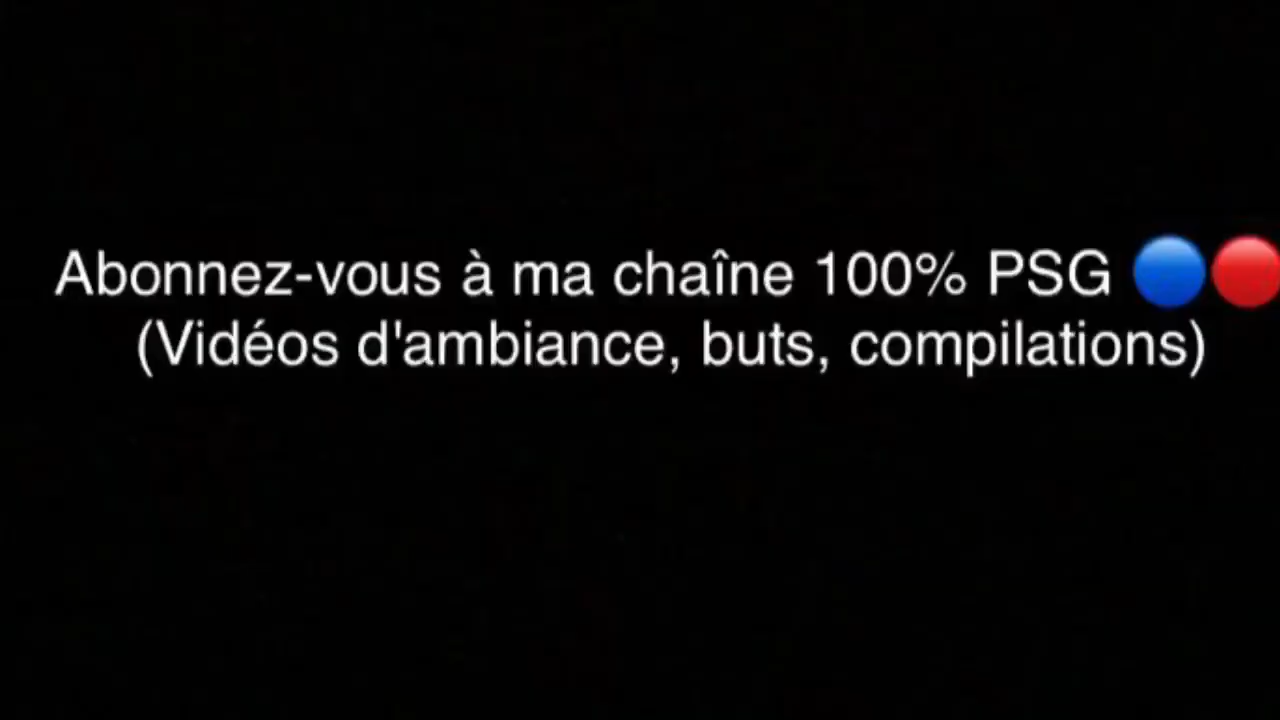 Abonnez-vous à ma chaîne 100% PSG 🔵🔴
(Vidéos d'ambiance, buts, compilations)